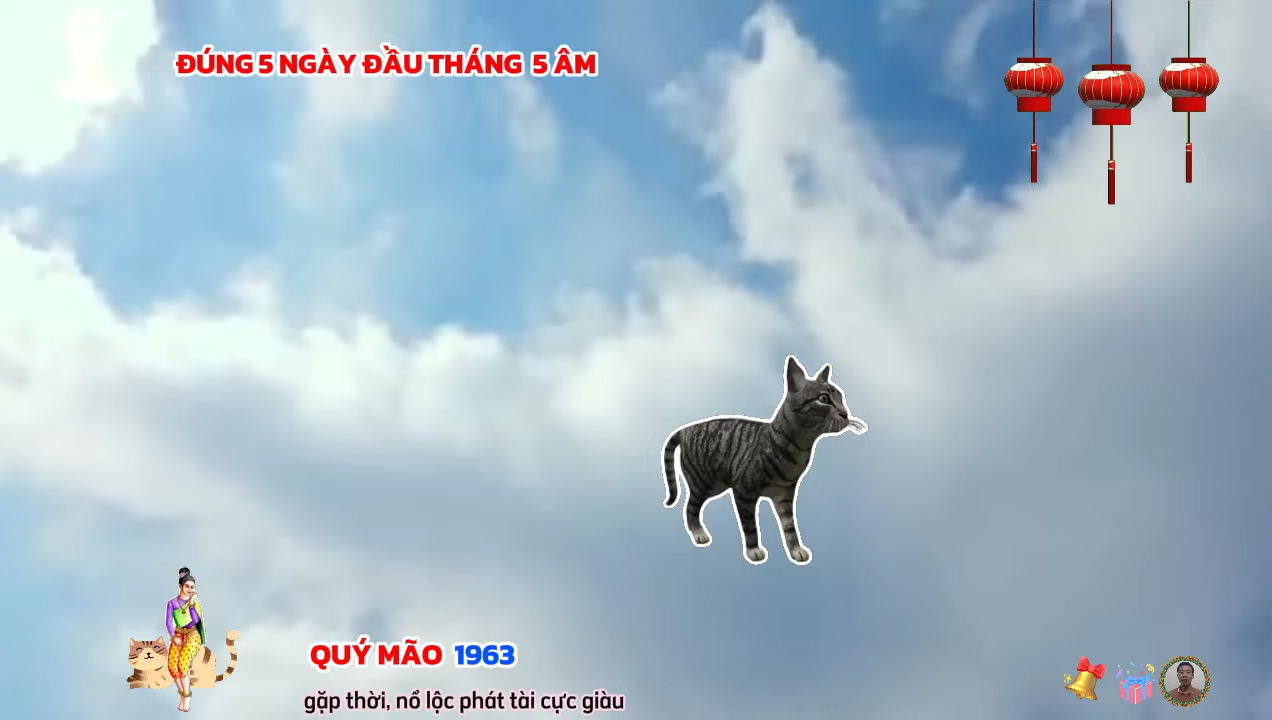 ĐÚNG 5 NGÀY ĐẦU THÁNG 5 ÂM
QUÝ MÃO 1963
gặp thời, nổ lộc phát tài cực giàu